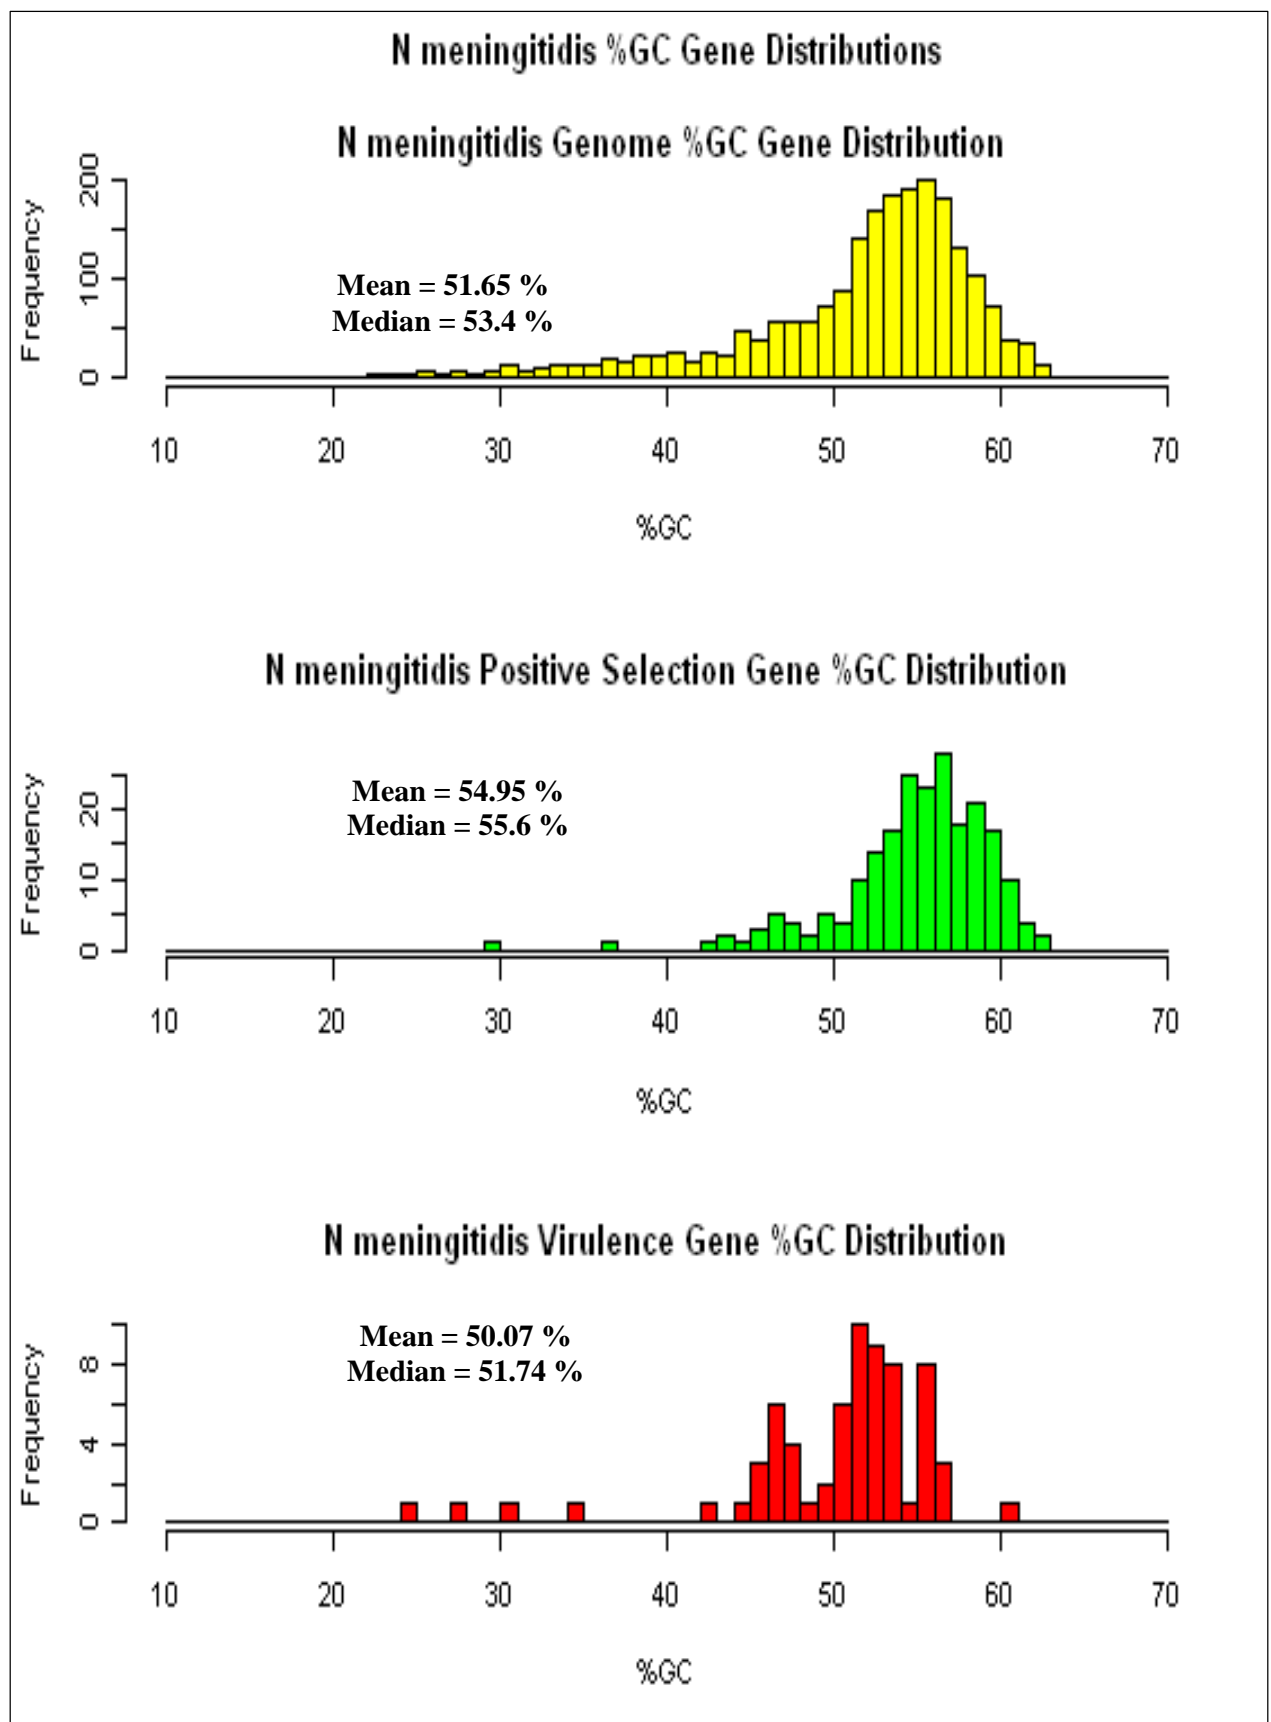 N meningitidis %GC Gene Distributions
N meningitidis Genome %GC Gene Distribution
Frequency
0 100 200
Mean = 51.65 %
Median = 53.4 %
10 20 30 40 50 60 70
%GC
N meningitidis Positive Selection Gene %GC Distribution
Frequency
0 10 20
Mean = 54.95 %
Median = 55.6 %
10 20 30 40 50 60 70
%GC
N meningitidis Virulence Gene %GC Distribution
Frequency
0 4 8
Mean = 50.07 %
Median = 51.74 %
10 20 30 40 50 60 70
%GC